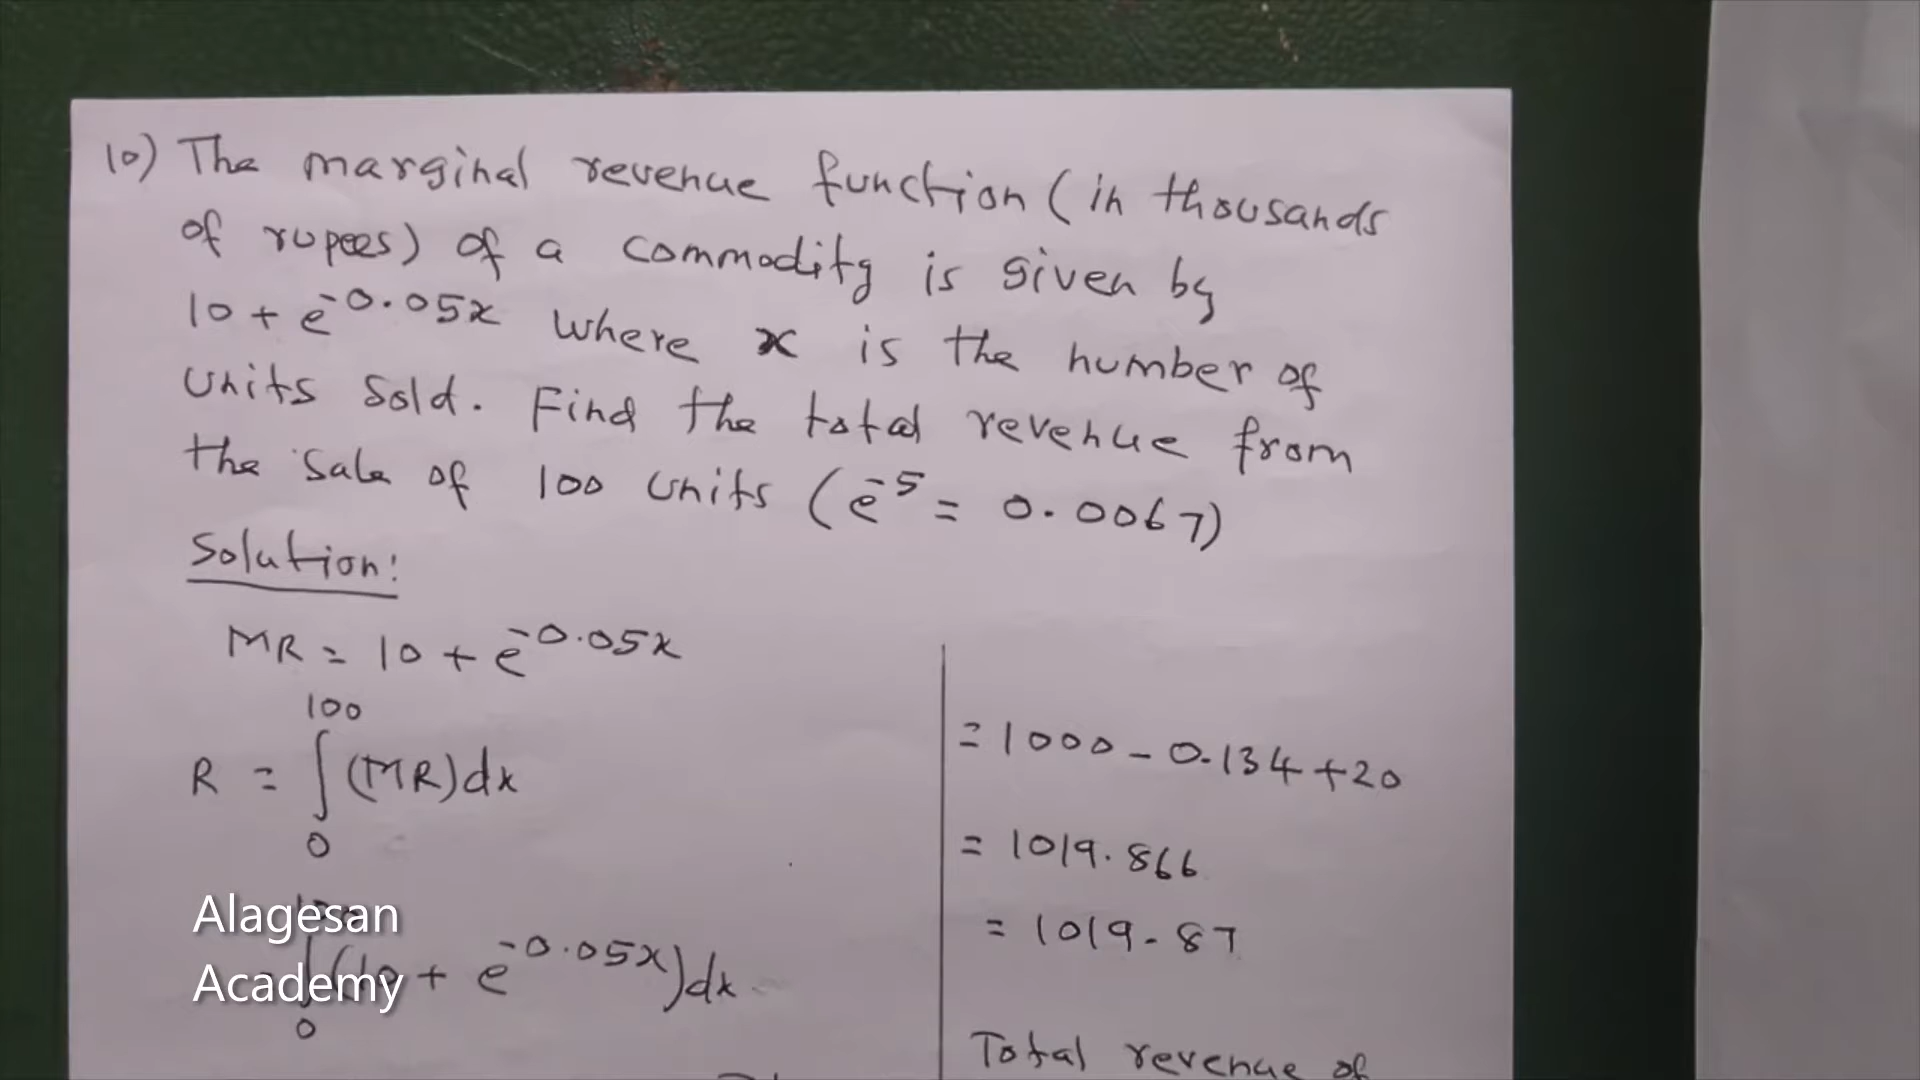 10) The marginal revenue function (in thousands
of rupees) of a commodity is given by
10 + e^-0.05x where x is the number of
units sold. Find the total revenue from
the sale of 100 units (e^-5 = 0.0067)
Solution:
MR = 10 + e^-0.05x
100
R = ∫ (MR)dx
0
∫ (10 + e^-0.05x)dx
0
Alagesan
Academy
= 1000 - 0.134 + 20
= 1019.866
= 1019.87
Total revenue of